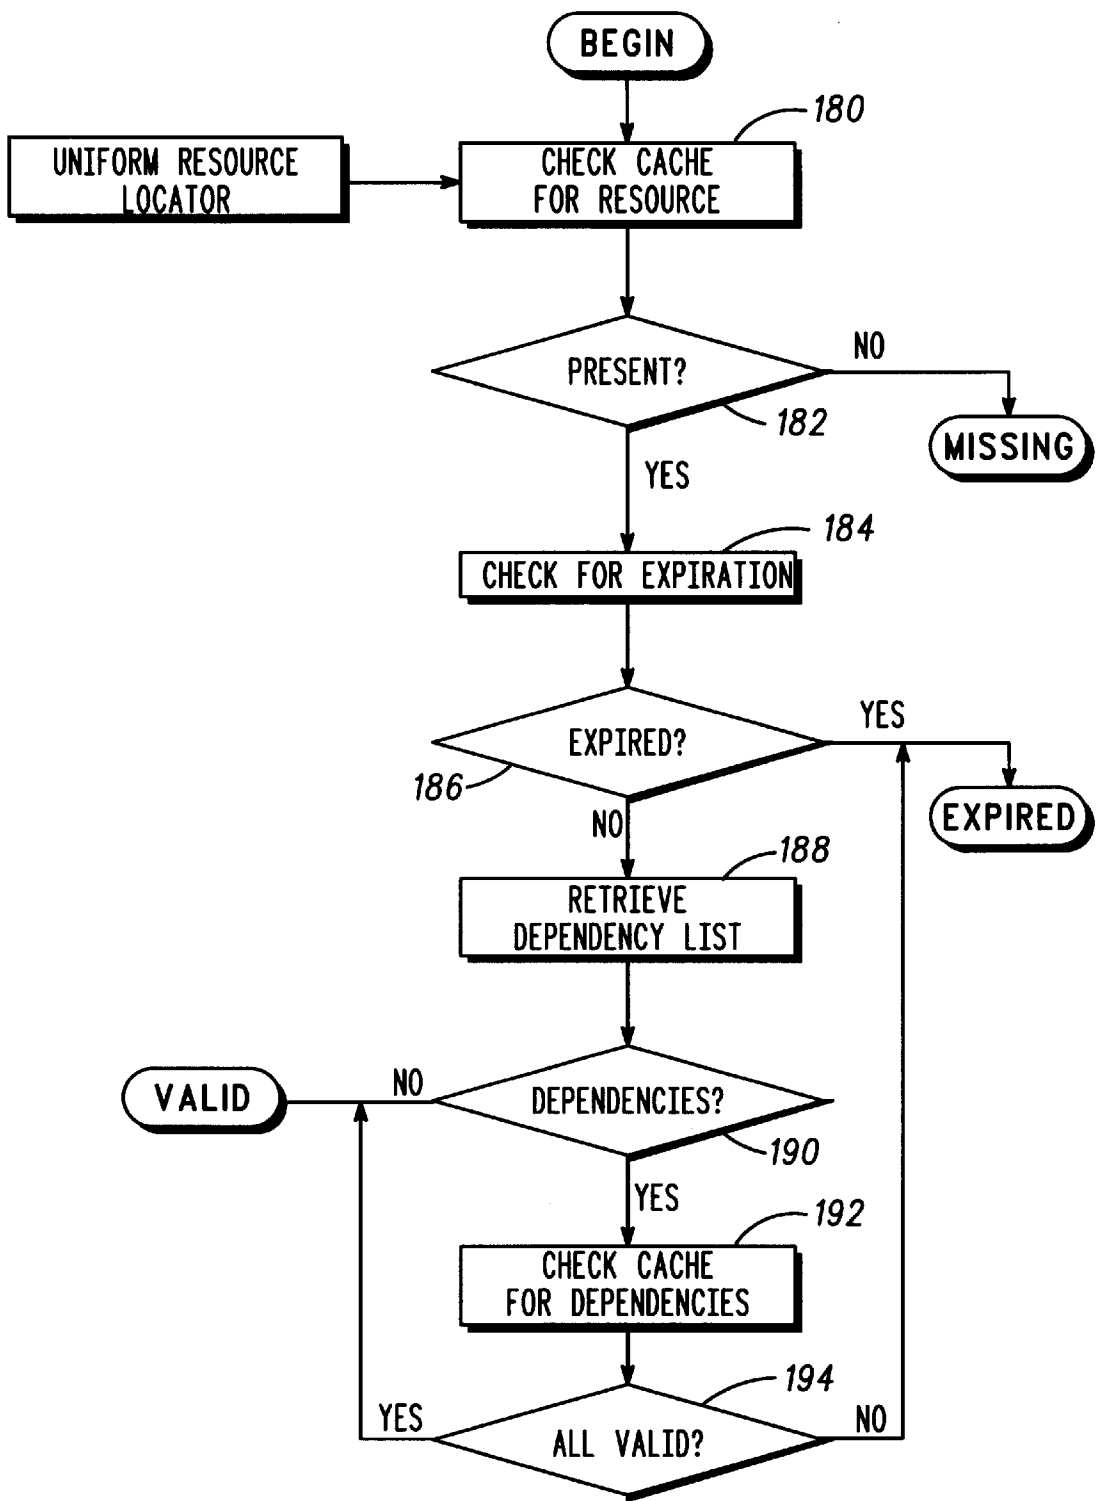 BEGIN
180
UNIFORM RESOURCE
LOCATOR
CHECK CACHE
FOR RESOURCE
PRESENT?
NO
182
MISSING
YES
184
CHECK FOR EXPIRATION
EXPIRED?
YES
186
EXPIRED
NO
188
RETRIEVE
DEPENDENCY LIST
VALID
NO
DEPENDENCIES?
190
YES
192
CHECK CACHE
FOR DEPENDENCIES
194
YES
ALL VALID?
NO